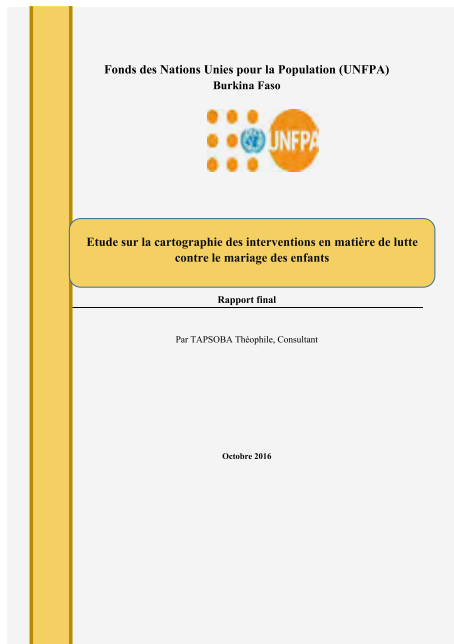 Fonds des Nations Unies pour la Population (UNFPA)
Burkina Faso
UNFPA
Etude sur la cartographie des interventions en matière de lutte
contre le mariage des enfants
Rapport final
Par TAPSOBA Théophile, Consultant
Octobre 2016